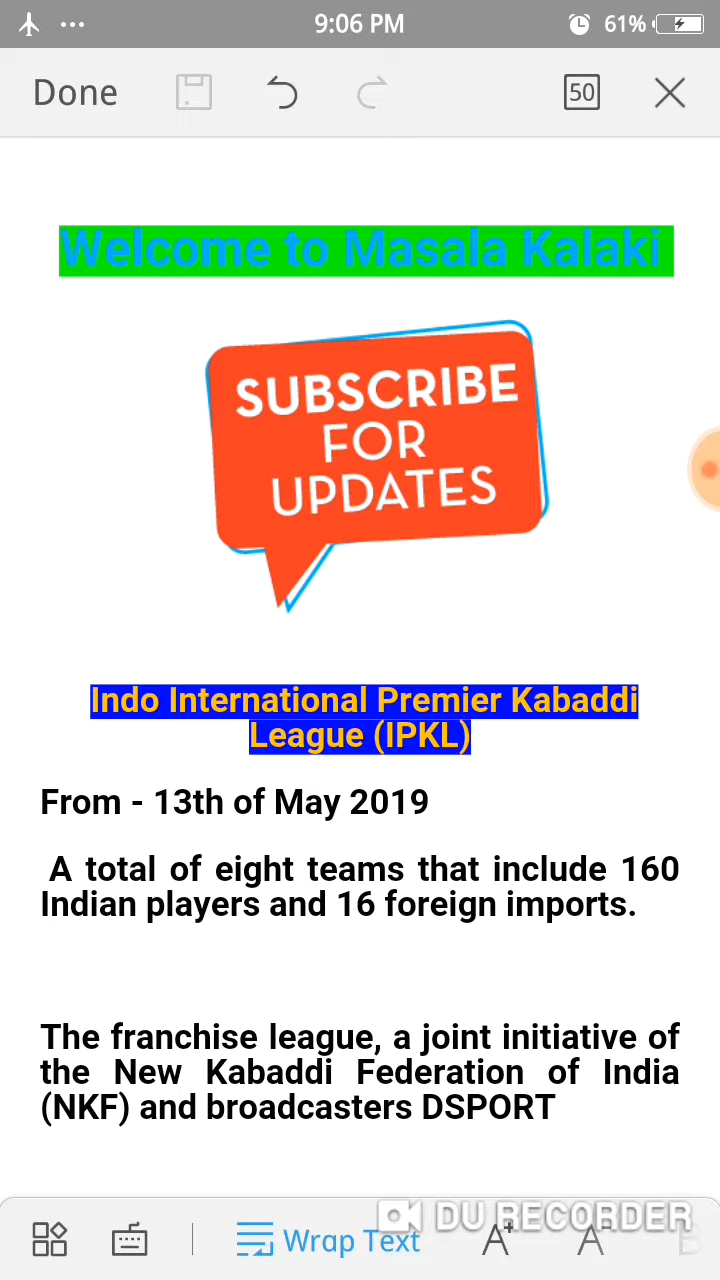 9:06 PM
61%
Done
50
Welcome to Masala Kalaki
SUBSCRIBE
FOR
UPDATES
Indo International Premier Kabaddi
League (IPKL)
From - 13th of May 2019
A total of eight teams that include 160
Indian players and 16 foreign imports.
The franchise league, a joint initiative of
the New Kabaddi Federation of India
(NKF) and broadcasters DSPORT
DU RECORDER
Wrap Text A+ A- B